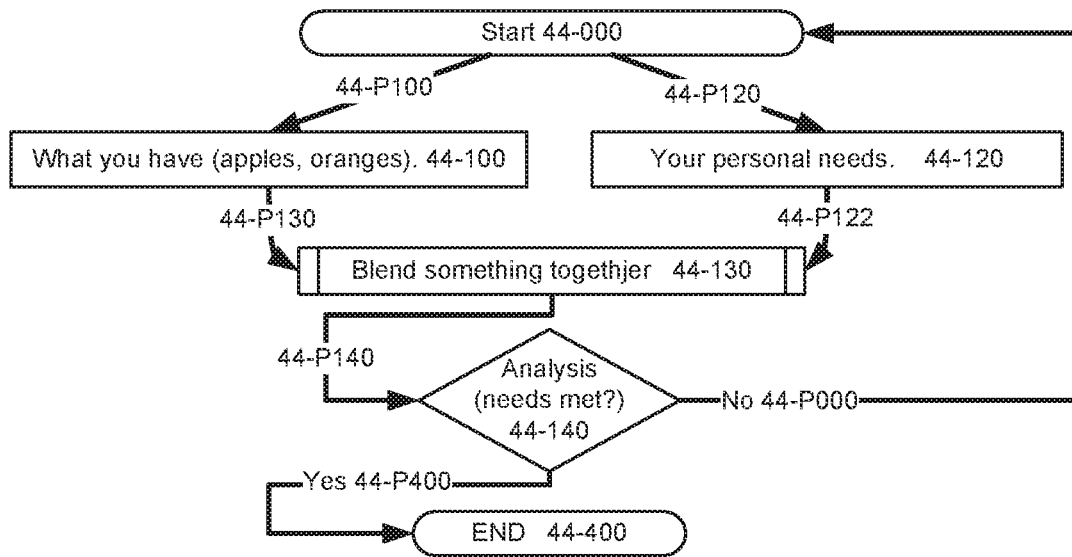 Start 44-000
44-P100
44-P120
What you have (apples, oranges). 44-100
Your personal needs. 44-120
44-P130
44-P122
Blend something togethjer 44-130
44-P140
Analysis
(needs met?)
44-140
No 44-P000
Yes 44-P400
END 44-400